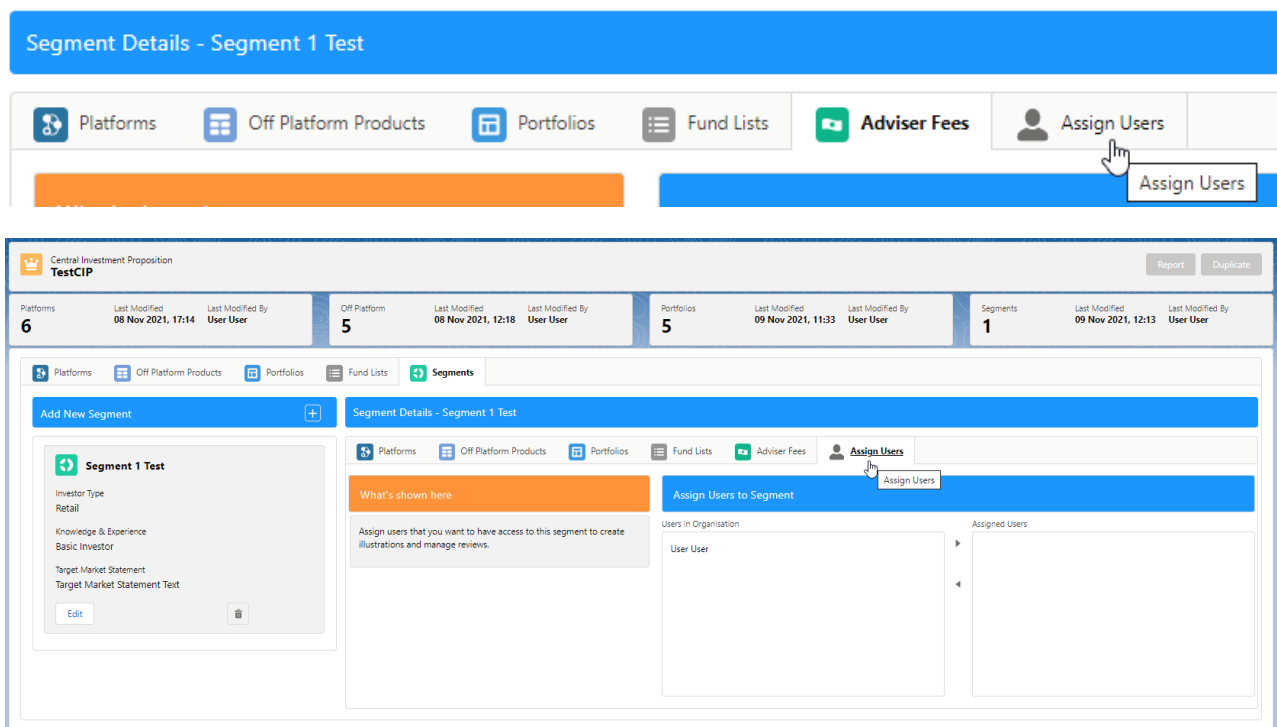 Segment Details - Segment 1 Test
Platforms
Off Platform Products
Portfolios
Fund Lists
Adviser Fees
Assign Users
Assign Users
Central Investment Proposition
TestCIP
Report
Duplicate
Platforms
6
Last Modified
08 Nov 2021, 17:14
Last Modified By
User User
Off Platform
5
Last Modified
08 Nov 2021, 12:18
Last Modified By
User User
Portfolios
5
Last Modified
09 Nov 2021, 11:33
Last Modified By
User User
Segments
1
Last Modified
09 Nov 2021, 12:13
Last Modified By
User User
Platforms
Off Platform Products
Portfolios
Fund Lists
Segments
Add New Segment
Segment 1 Test
Investor Type
Retail
Knowledge & Experience
Basic Investor
Target Market Statement
Target Market Statement Text
Edit
Segment Details - Segment 1 Test
Platforms
Off Platform Products
Portfolios
Fund Lists
Adviser Fees
Assign Users
Assign Users
What's shown here
Assign users that you want to have access to this segment to create
illustrations and manage reviews.
Assign Users to Segment
Users in Organisation
User User
Assigned Users